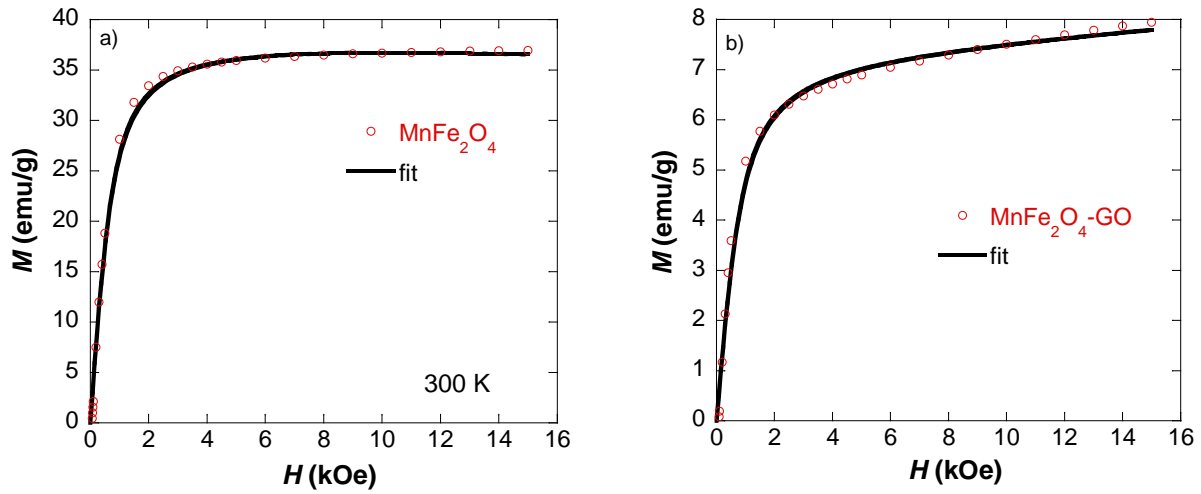 a)
40
35
30
25
20
15
10
5
0
M (emu/g)
MnFe₂O₄
fit
300 K
0 2 4 6 8 10 12 14 16
H (kOe)
b)
8
7
6
5
4
3
2
1
0
M (emu/g)
MnFe₂O₄-GO
fit
0 2 4 6 8 10 12 14 16
H (kOe)